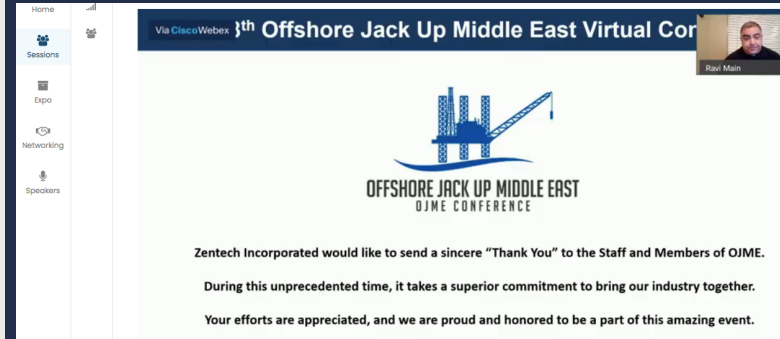 Home
Sessions
Expo
Networking
Speakers
Via CiscoWebex
th Offshore Jack Up Middle East Virtual
Ravi Main
OFFSHORE JACK UP MIDDLE EAST
OJME CONFERENCE
Zentech Incorporated would like to send a sincere “Thank You” to the Staff and Members of OJME.
During this unprecedented time, it takes a superior commitment to bring our industry together.
Your efforts are appreciated, and we are proud and honored to be a part of this amazing event.